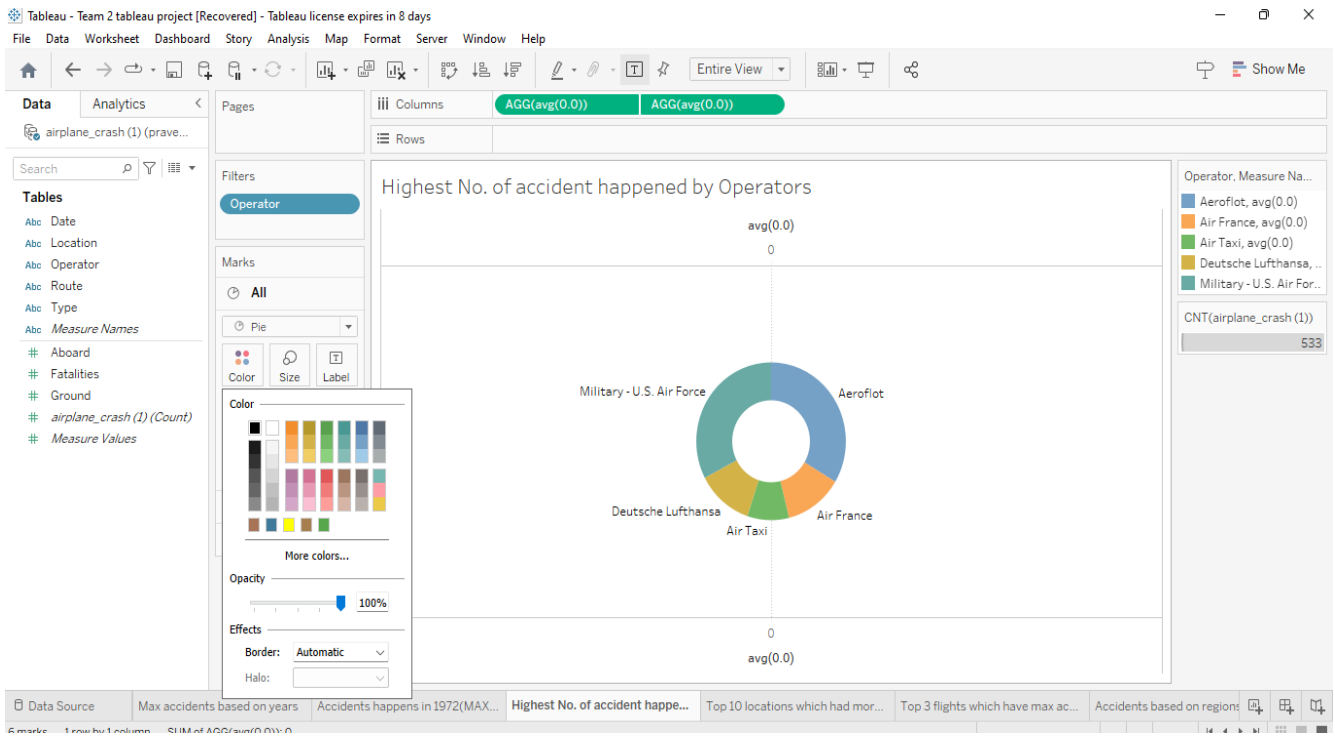 Tableau - Team 2 tableau project [Recovered] - Tableau license expires in 8 days
File Data Worksheet Dashboard Story Analysis Map Format Server Window Help
T Entire View Show Me
Data Analytics
airplane_crash (1) (prave...
Search
Tables
Abc Date
Abc Location
Abc Operator
Abc Route
Abc Type
Abc Measure Names
# Aboard
# Fatalities
# Ground
# airplane_crash (1) (Count)
# Measure Values
Pages
Filters
Operator
Marks
All
Pie
Color Size Label
Color
More colors...
Opacity
100%
Effects
Border: Automatic
Halo:
Columns AGG(avg(0.0)) AGG(avg(0.0))
Rows
Highest No. of accident happened by Operators
avg(0.0)
0
Military - U.S. Air Force
Aeroflot
Deutsche Lufthansa
Air Taxi
Air France
0
avg(0.0)
Operator, Measure Na...
Aeroflot, avg(0.0)
Air France, avg(0.0)
Air Taxi, avg(0.0)
Deutsche Lufthansa, ..
Military - U.S. Air For..
CNT(airplane_crash (1))
533
Data Source Max accidents based on years Accidents happens in 1972(MAX... Highest No. of accident happe... Top 10 locations which had mor... Top 3 flights which have max ac... Accidents based on regions
6 marks 1 row by 1 column SUM of AGG(avg(0.0)): 0